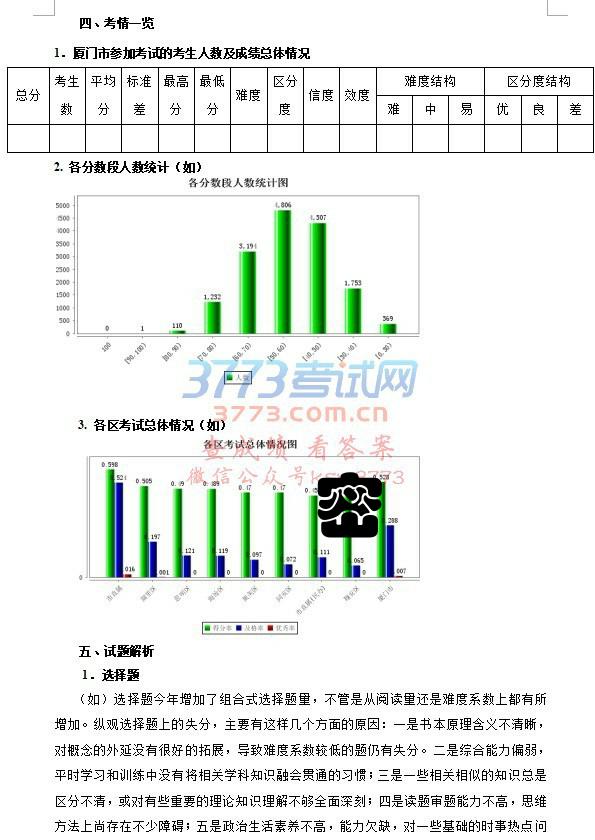 四、考情一览
1．厦门市参加考试的考生人数及成绩总体情况
总分 考生数 平均分 标准差 最高分 最低分 难度 区分度 信度 效度 难度结构 区分度结构
难 中 易 优 良 差
2. 各分数段人数统计（如）
各分数段人数统计图
5000
4500
4000
3500
3000
2500
2000
1500
1000
500
0
0 1 110 1,232 3,194 4,806 4,307 1,753 369
100 [90,100) [80,90) [70,80) [60,70) [50,60) [40,50) [30,40) [0,30)
人数
3773考试网
3773.com.cn
3. 各区考试总体情况（如）
查成绩 看答案
各区考试总体情况图
微信公众号
0.598 .524 .016 0.505 0.197 .001 0.121 0 0.119 0 0.47 .097 0 0.47 .072 0 0.111 0 .065 0 .288 .007
0
市直属 思明区 同安区 翔安区 厦门市
得分率 及格率 优秀率
五、试题解析
1．选择题
（如）选择题今年增加了组合式选择题量，不管是从阅读量还是难度系数上都有所
增加。纵观选择题上的失分，主要有这样几个方面的原因：一是书本原理含义不清晰，
对概念的外延没有很好的拓展，导致难度系数较低的题仍有失分。二是综合能力偏弱，
平时学习和训练中没有将相关学科知识融会贯通的习惯；三是一些相关相似的知识总是
区分不清，或对有些重要的理论知识理解不够全面深刻；四是读题审题能力不高，思维
方法上尚存在不少障碍；五是政治生活素养不高，能力欠缺，对一些基础的时事热点问